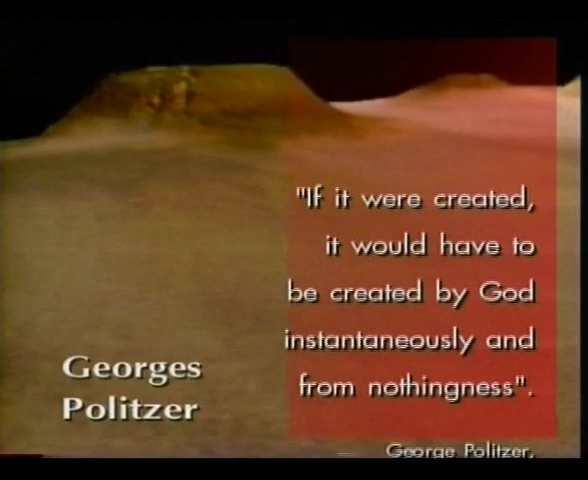 "If it were created,
it would have to
be created by God
instantaneously and
from nothingness".
Georges
Politzer
George Politzer,